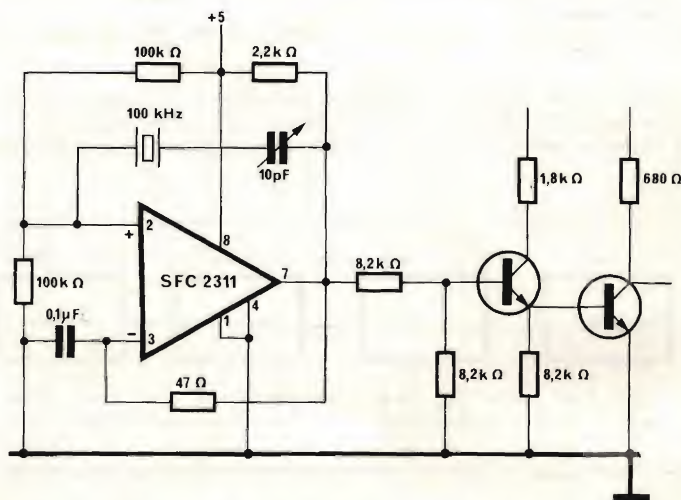 +5
100k Ω
2,2k Ω
100 kHz
10pF
1,8k Ω
680 Ω
2
+
8
SFC 2311
7
8,2k Ω
100k Ω
4
1
0,1µF
–
3
47 Ω
8,2k Ω
8,2k Ω